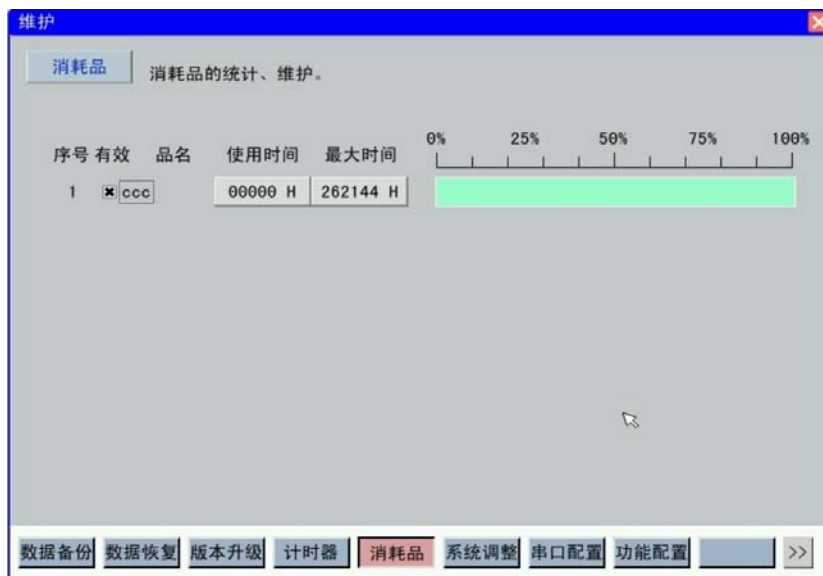 维护
消耗品 消耗品的统计、维护。
0% 25% 50% 75% 100%
序号 有效 品名 使用时间 最大时间
1 ccc 00000 H 262144 H
数据备份 数据恢复 版本升级 计时器 消耗品 系统调整 串口配置 功能配置 >>